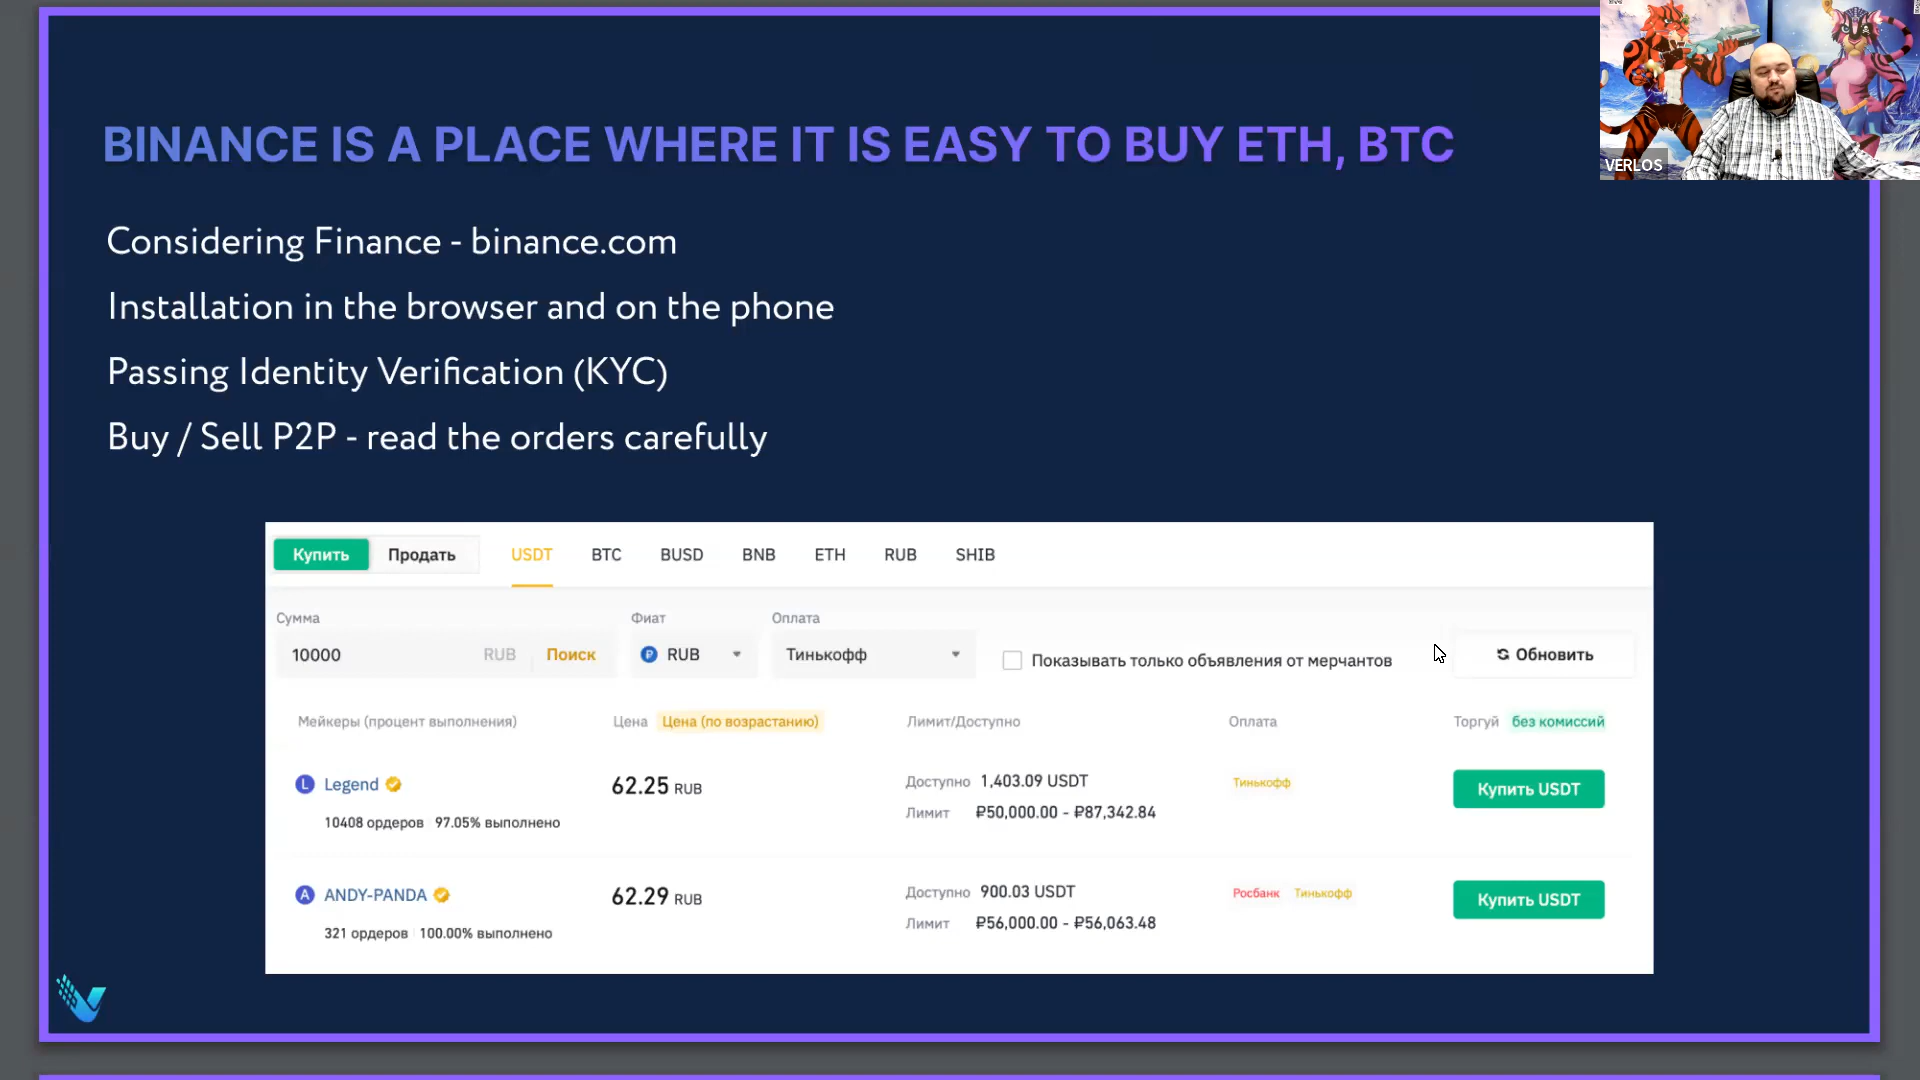 BINANCE IS A PLACE WHERE IT IS EASY TO BUY ETH, BTC
VERLOS
Considering Finance - binance.com
Installation in the browser and on the phone
Passing Identity Verification (KYC)
Buy / Sell P2P - read the orders carefully
Купить Продать USDT BTC BUSD BNB ETH RUB SHIB
Сумма Фиат Оплата
10000 RUB Поиск RUB Тинькофф Показывать только объявления от мерчантов Обновить
Мейкеры (процент выполнения) Цена Цена (по возрастанию) Лимит/Доступно Оплата Торгуй без комиссий
L Legend 62.25 RUB Доступно 1,403.09 USDT Тинькофф Купить USDT
10408 ордеров 97.05% выполнено Лимит ₽50,000.00 - ₽87,342.84
A ANDY-PANDA 62.29 RUB Доступно 900.03 USDT Росбанк Тинькофф Купить USDT
321 ордеров 100.00% выполнено Лимит ₽56,000.00 - ₽56,063.48